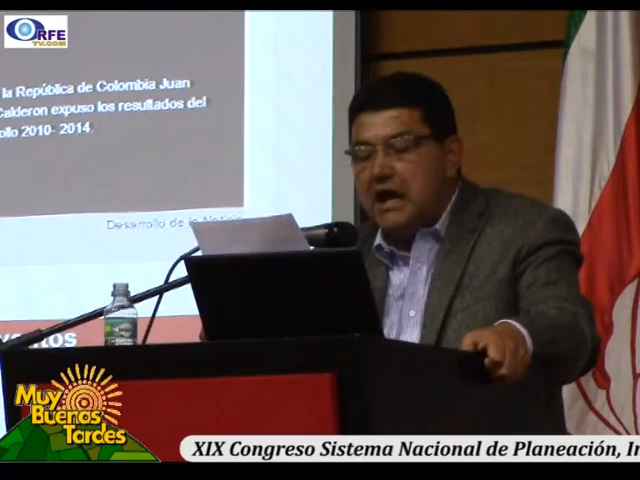 ORFE
TV.COM
la República de Colombia Juan
Calderon expuso los resultados del
ollo 2010- 2014.
Desarrollo de la Noticia
Muy
Buenas
Tardes
XIX Congreso Sistema Nacional de Planeación, In